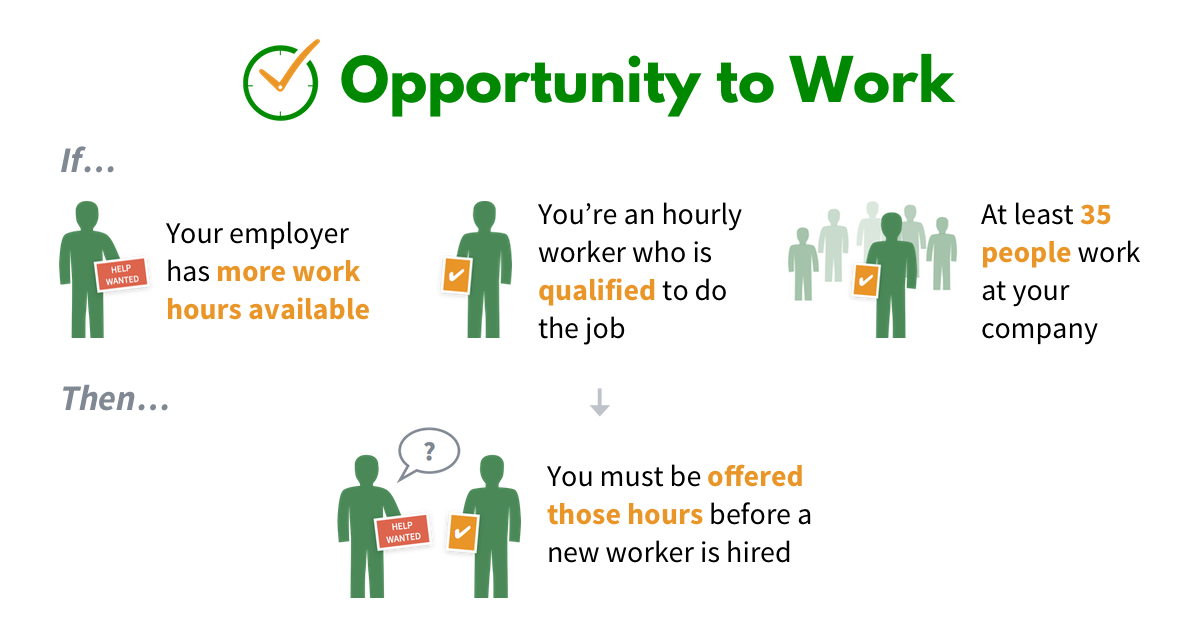 Opportunity to Work
If...
Your employer
has more work
hours available
HELP
WANTED
You’re an hourly
worker who is
qualified to do
the job
At least 35
people work
at your
company
Then...
?
HELP
WANTED
You must be offered
those hours before a
new worker is hired